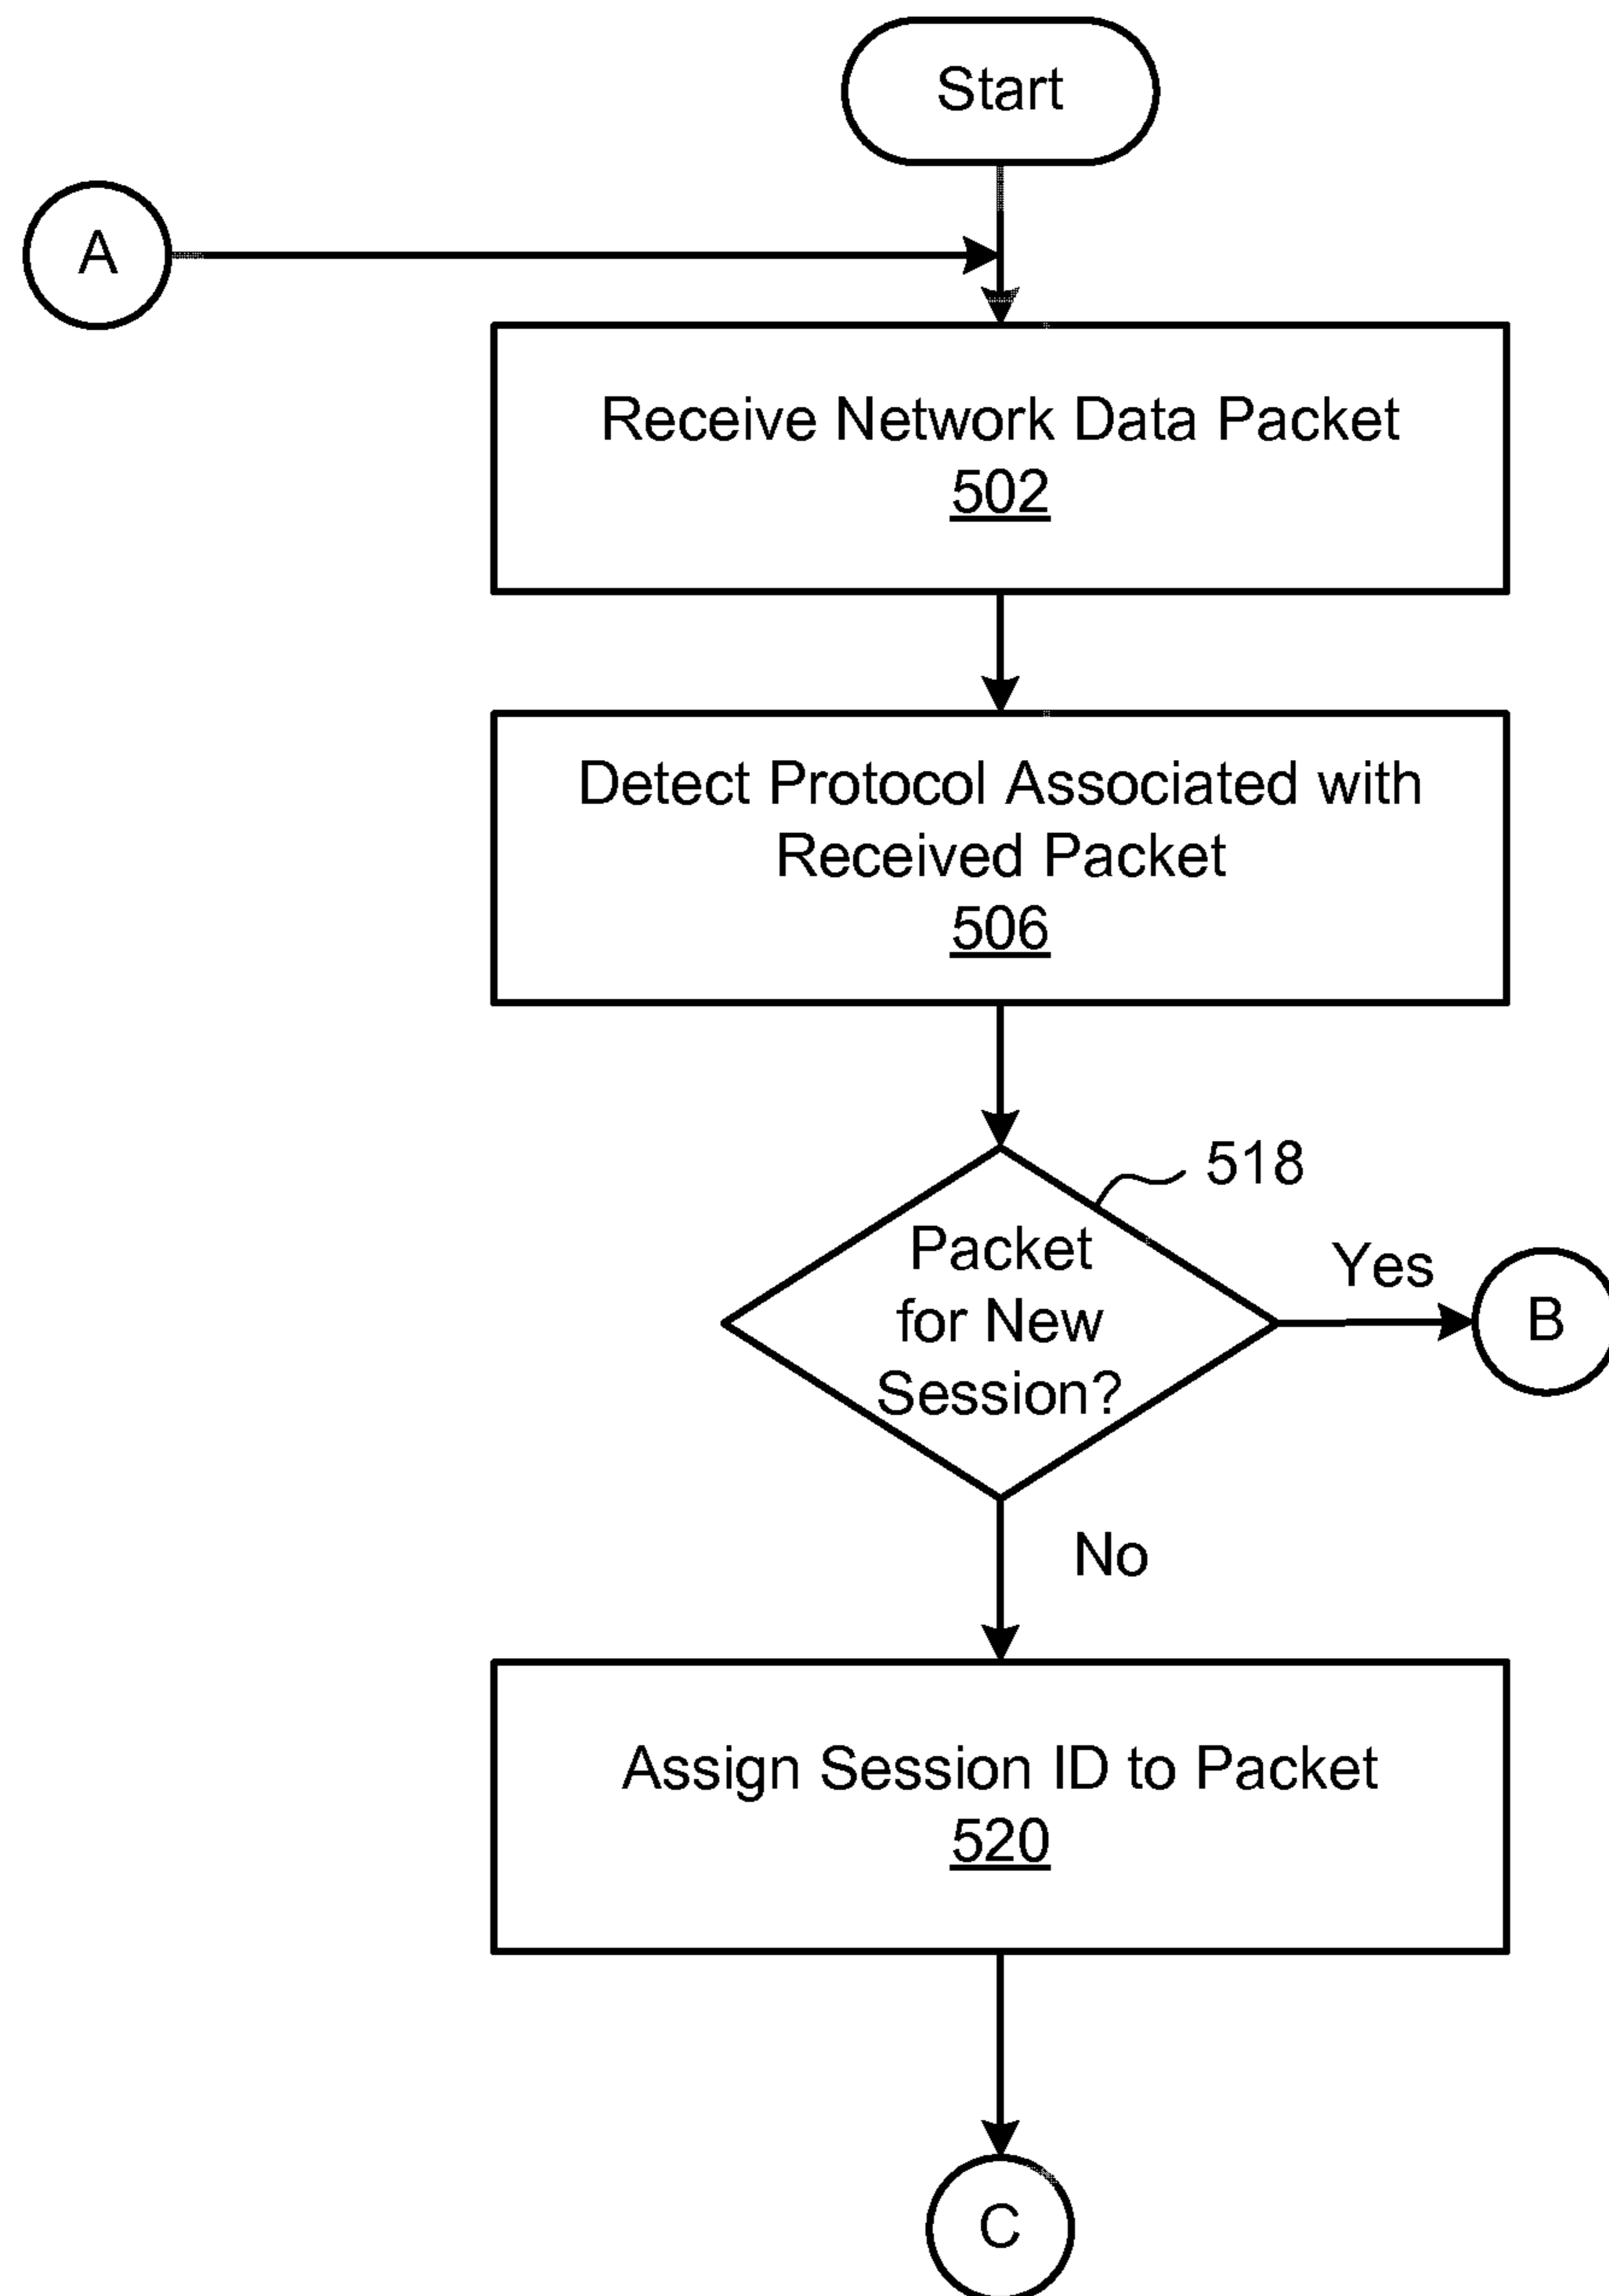 Start
A
Receive Network Data Packet
502
Detect Protocol Associated with
Received Packet
506
518
Packet
for New
Session?
Yes
B
No
Assign Session ID to Packet
520
C